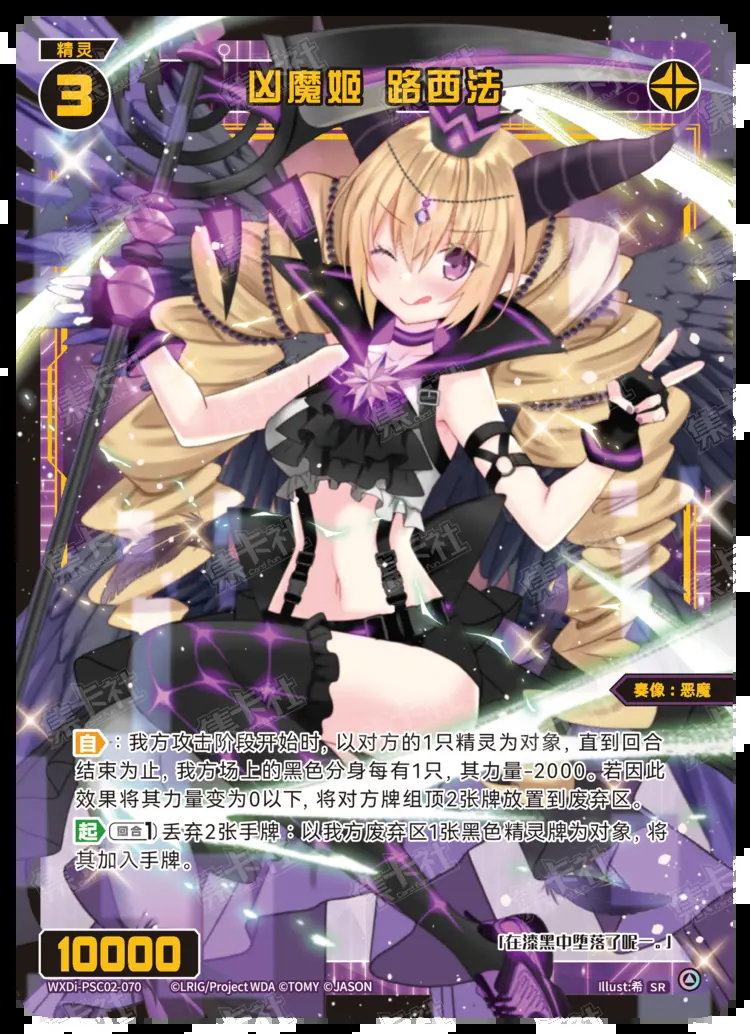 精灵
3
凶魔姬 路西法
奏像：恶魔
自：我方攻击阶段开始时，以对方的1只精灵为对象，直到回合
结束为止，我方场上的黑色分身每有1只，其力量-2000。若因此
效果将其力量变为0以下，将对方牌组顶2张牌放置到废弃区。
起 回合1 丢弃2张手牌：以我方废弃区1张黑色精灵牌为对象，将
其加入手牌。
「在漆黑中堕落了呢一。」
10000
WXDi-PSC02-070 ©LRIG/Project WDA ©TOMY ©JASON
Illust:希 SR
集卡社